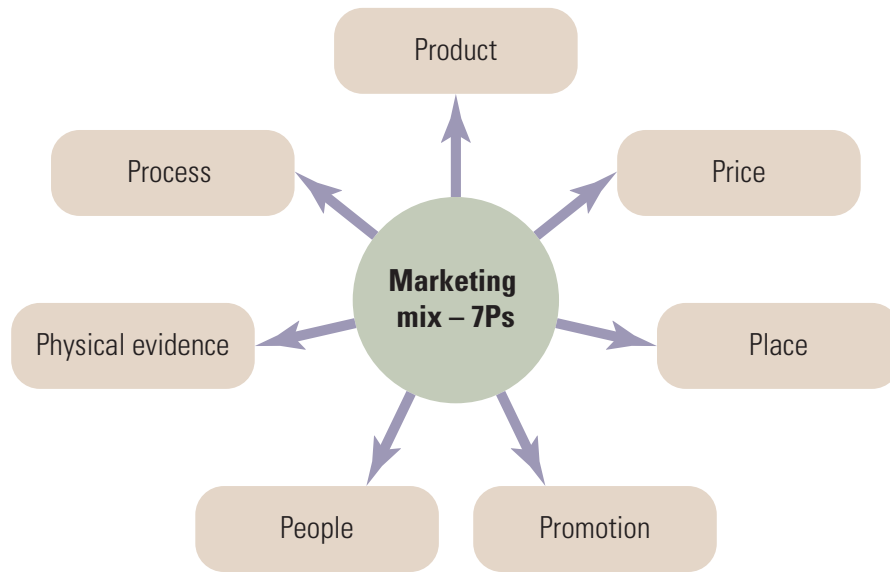 Product
Process
Price
Marketing
mix – 7Ps
Physical evidence
Place
People
Promotion